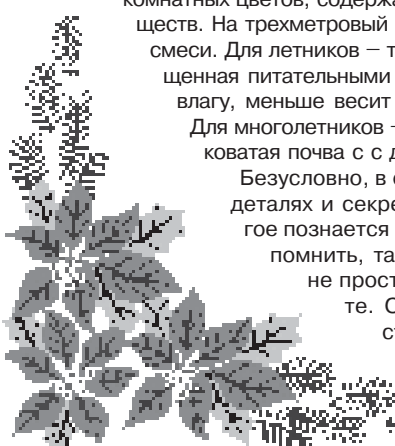 комнатных цветов, содержа
ществ. На трехметровый
смеси. Для летников – т
щенная питательными
влагу, меньше весит
Для многолетников –
коватая почва с с д
Безусловно, в
деталях и секре
гое познается
помнить, та
не прост
те. С
ст